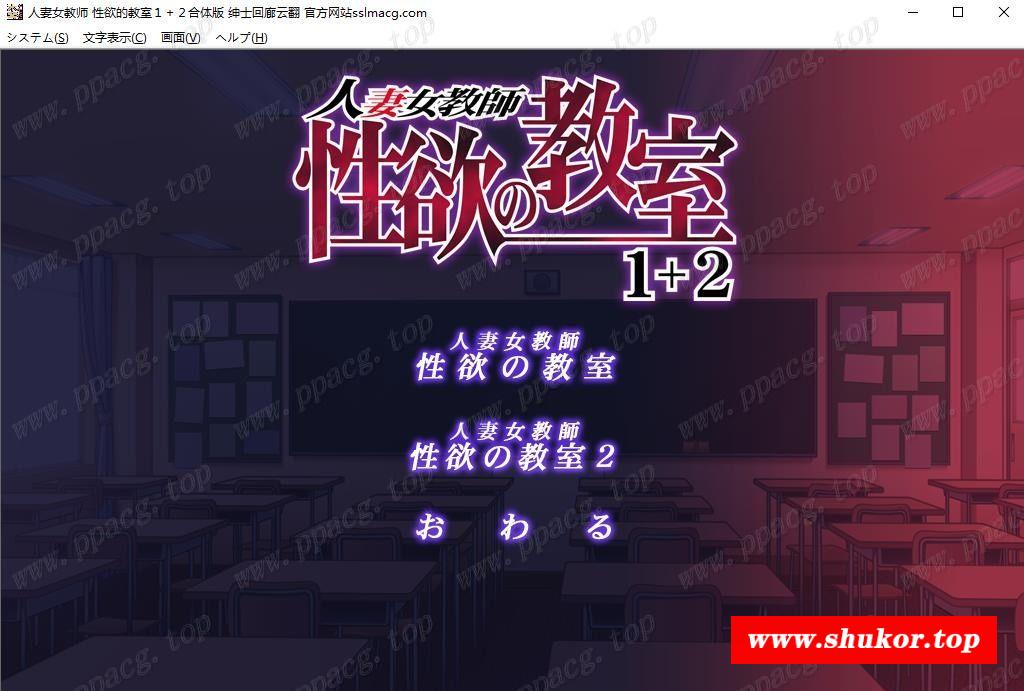 人妻女教师 性欲的教室１＋２合体版 绅士回廊云翻 官方网站sslmacg.com
システム(S) 文字表示(C) 画面(V) ヘルプ(H)
人妻女教師
性欲の教室
1+2
人妻女教師
性欲の教室
人妻女教師
性欲の教室２
おわる
www.shukor.top
www.ppacg.top